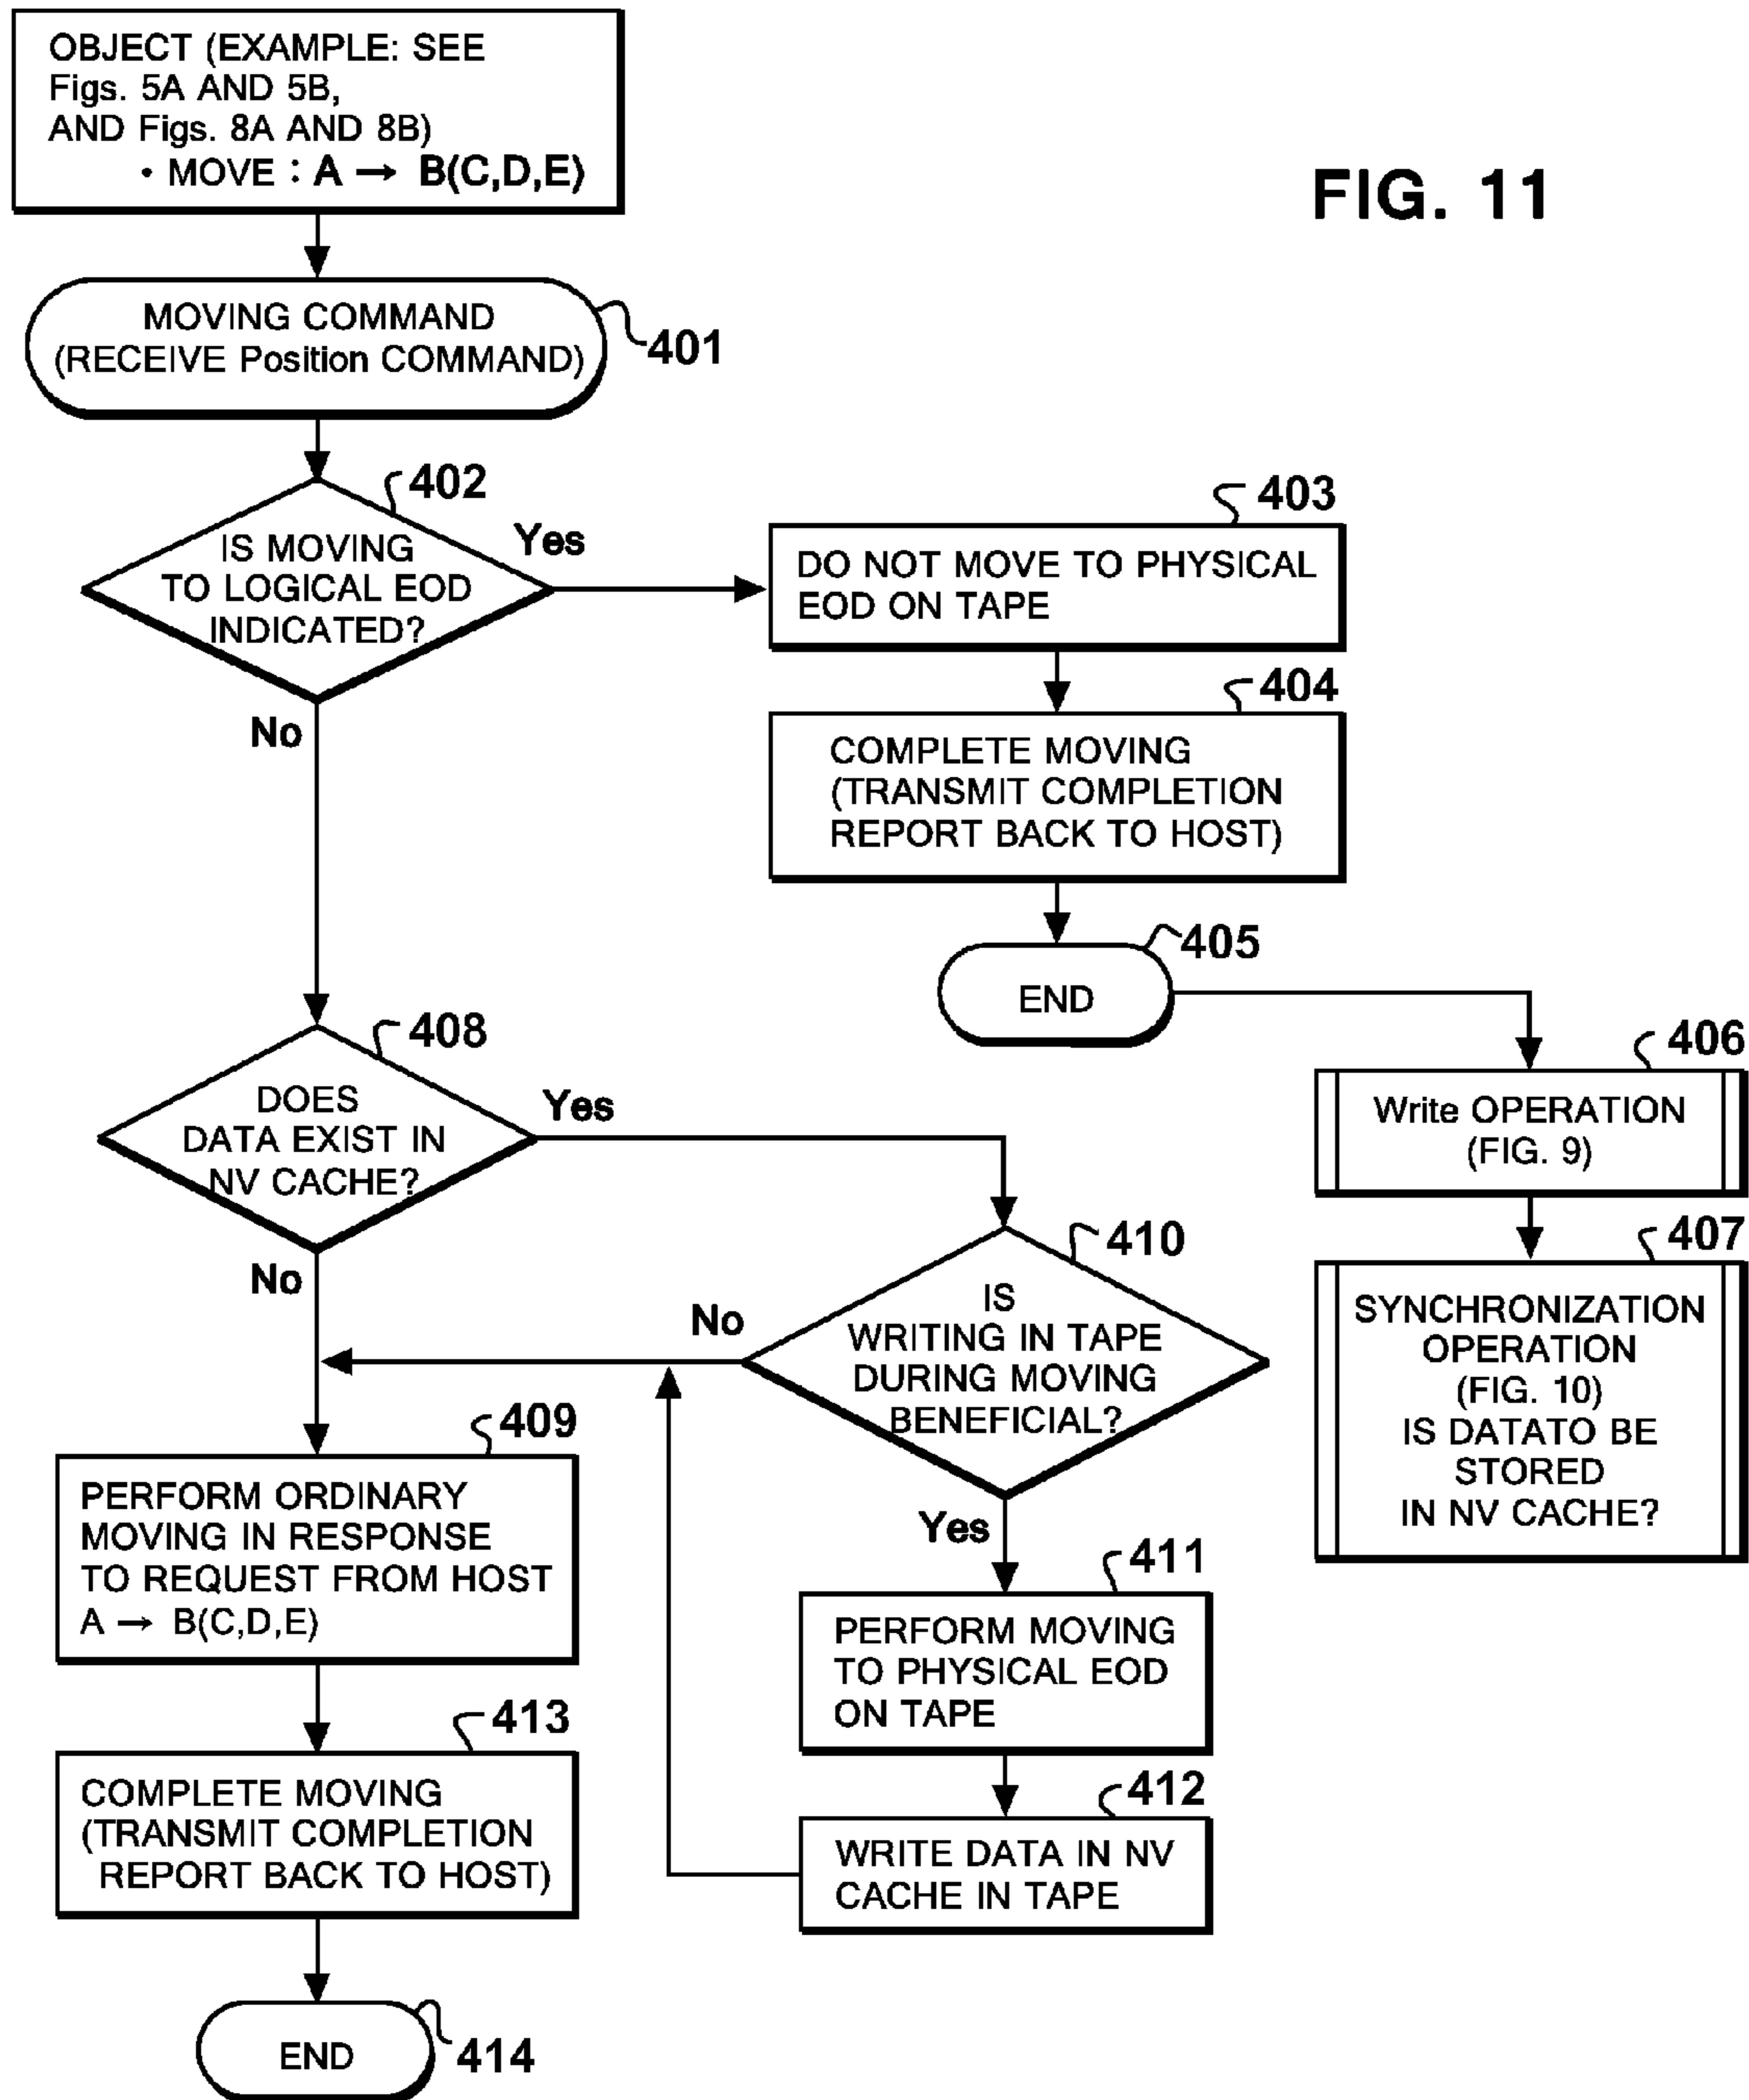 OBJECT (EXAMPLE: SEE
Figs. 5A AND 5B,
AND Figs. 8A AND 8B)
• MOVE : A → B(C,D,E)
FIG. 11
MOVING COMMAND
(RECEIVE Position COMMAND)
401
402
IS MOVING
TO LOGICAL EOD
INDICATED?
Yes
No
403
DO NOT MOVE TO PHYSICAL
EOD ON TAPE
404
COMPLETE MOVING
(TRANSMIT COMPLETION
REPORT BACK TO HOST)
405
END
406
Write OPERATION
(FIG. 9)
407
SYNCHRONIZATION
OPERATION
(FIG. 10)
IS DATATO BE
STORED
IN NV CACHE?
408
DOES
DATA EXIST IN
NV CACHE?
Yes
No
410
IS
WRITING IN TAPE
DURING MOVING
BENEFICIAL?
No
Yes
409
PERFORM ORDINARY
MOVING IN RESPONSE
TO REQUEST FROM HOST
A → B(C,D,E)
411
PERFORM MOVING
TO PHYSICAL EOD
ON TAPE
412
WRITE DATA IN NV
CACHE IN TAPE
413
COMPLETE MOVING
(TRANSMIT COMPLETION
REPORT BACK TO HOST)
END
414